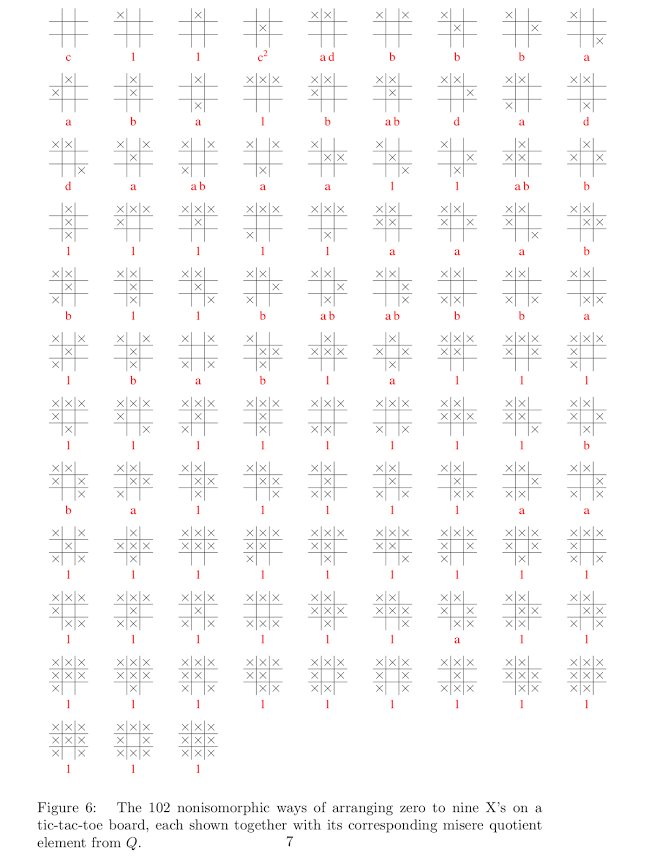 c 1 1 c² a d b b b a
a b a 1 b a b d a d
d a a b a a 1 1 a b b
1 1 1 1 1 a a a b
b 1 1 b a b a b b b a
1 b a b 1 a 1 1 1
1 1 1 1 1 1 1 1 b
b a 1 1 1 1 1 a a
1 1 1 1 1 1 1 1 1
1 1 1 1 1 1 a 1 1
1 1 1 1 1 1 1 1 1
1 1 1
Figure 6: The 102 nonisomorphic ways of arranging zero to nine X's on a
tic-tac-toe board, each shown together with its corresponding misere quotient
element from Q.
7